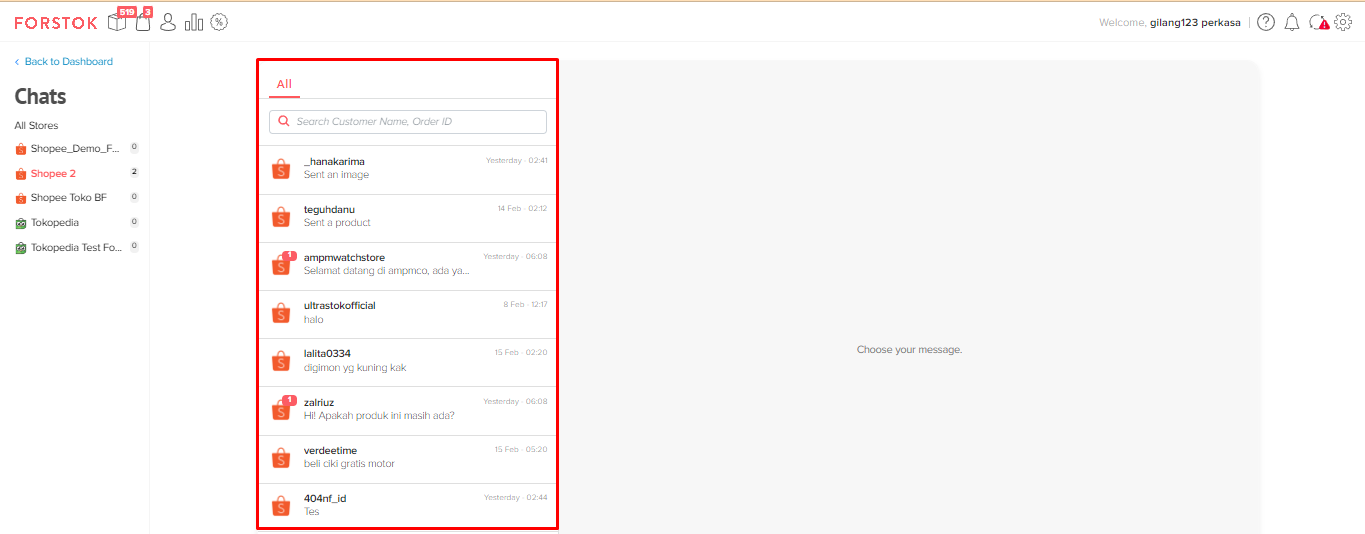 FORSTOK
519
3
Welcome, gilang123 perkasa
Back to Dashboard
Chats
All Stores
Shopee_Demo_F... 0
Shopee 2 2
Shopee Toko BF 0
Tokopedia 0
Tokopedia Test Fo... 0
All
Search Customer Name, Order ID
_hanakarima Yesterday - 02:41
Sent an image
teguhdanu 14 Feb - 02:12
Sent a product
1
ampmwatchstore Yesterday - 06:08
Selamat datang di ampmco, ada ya...
ultrastokofficial 8 Feb - 12:17
halo
lalita0334 15 Feb - 02:20
digimon yg kuning kak
1
zalriuz Yesterday - 06:08
Hi! Apakah produk ini masih ada?
verdeetime 15 Feb - 05:20
beli ciki gratis motor
404nf_id Yesterday - 02:44
Tes
Choose your message.